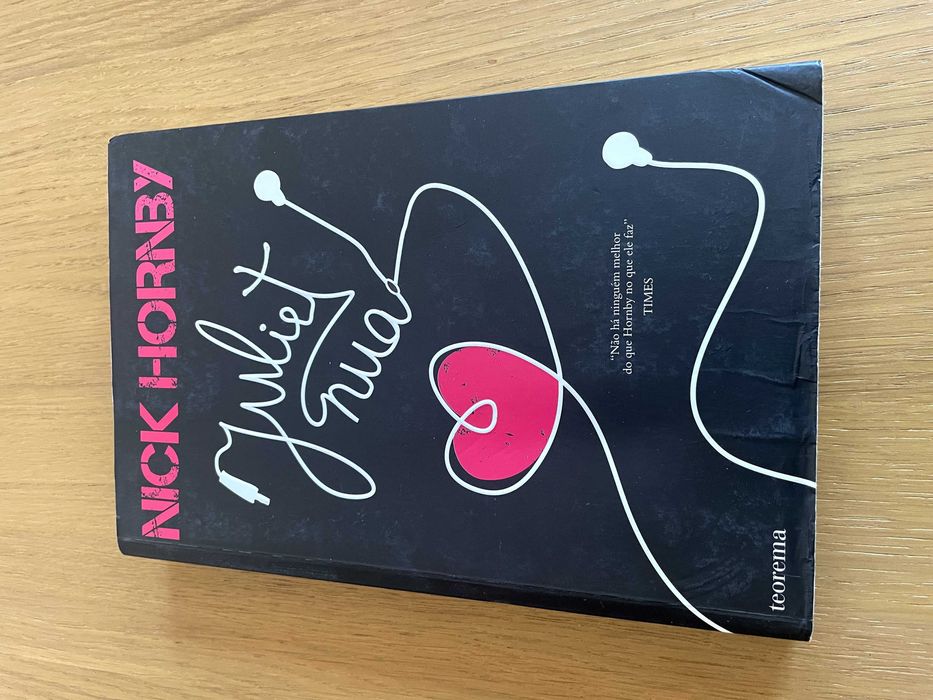 NICK HORNBY
Juliet
nua
“Não há ninguém melhor
do que Hornby no que ele faz”
TIMES
teorema